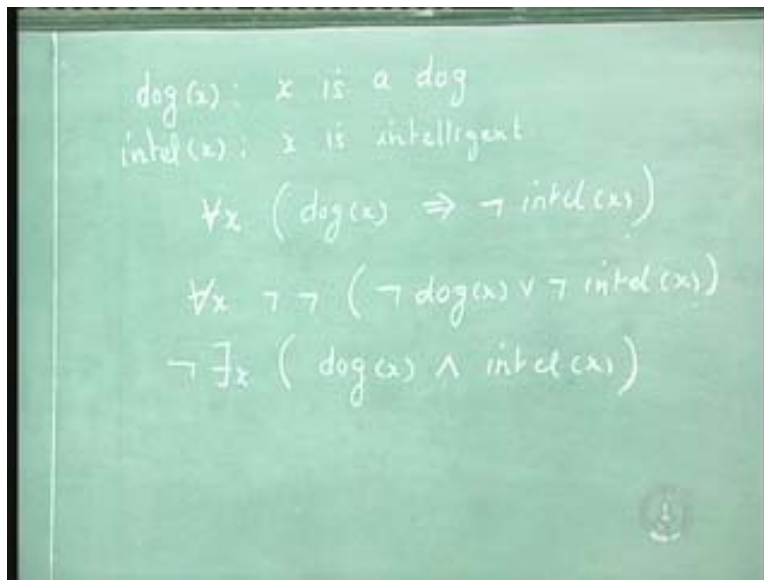 dog(x): x is a dog
intel(x): x is intelligent
∀x (dog(x) ⇒ ¬ intel(x))
∀x ¬ ¬ (¬ dog(x) ∨ ¬ intel(x))
¬ ∃x ( dog(x) ∧ intel(x))